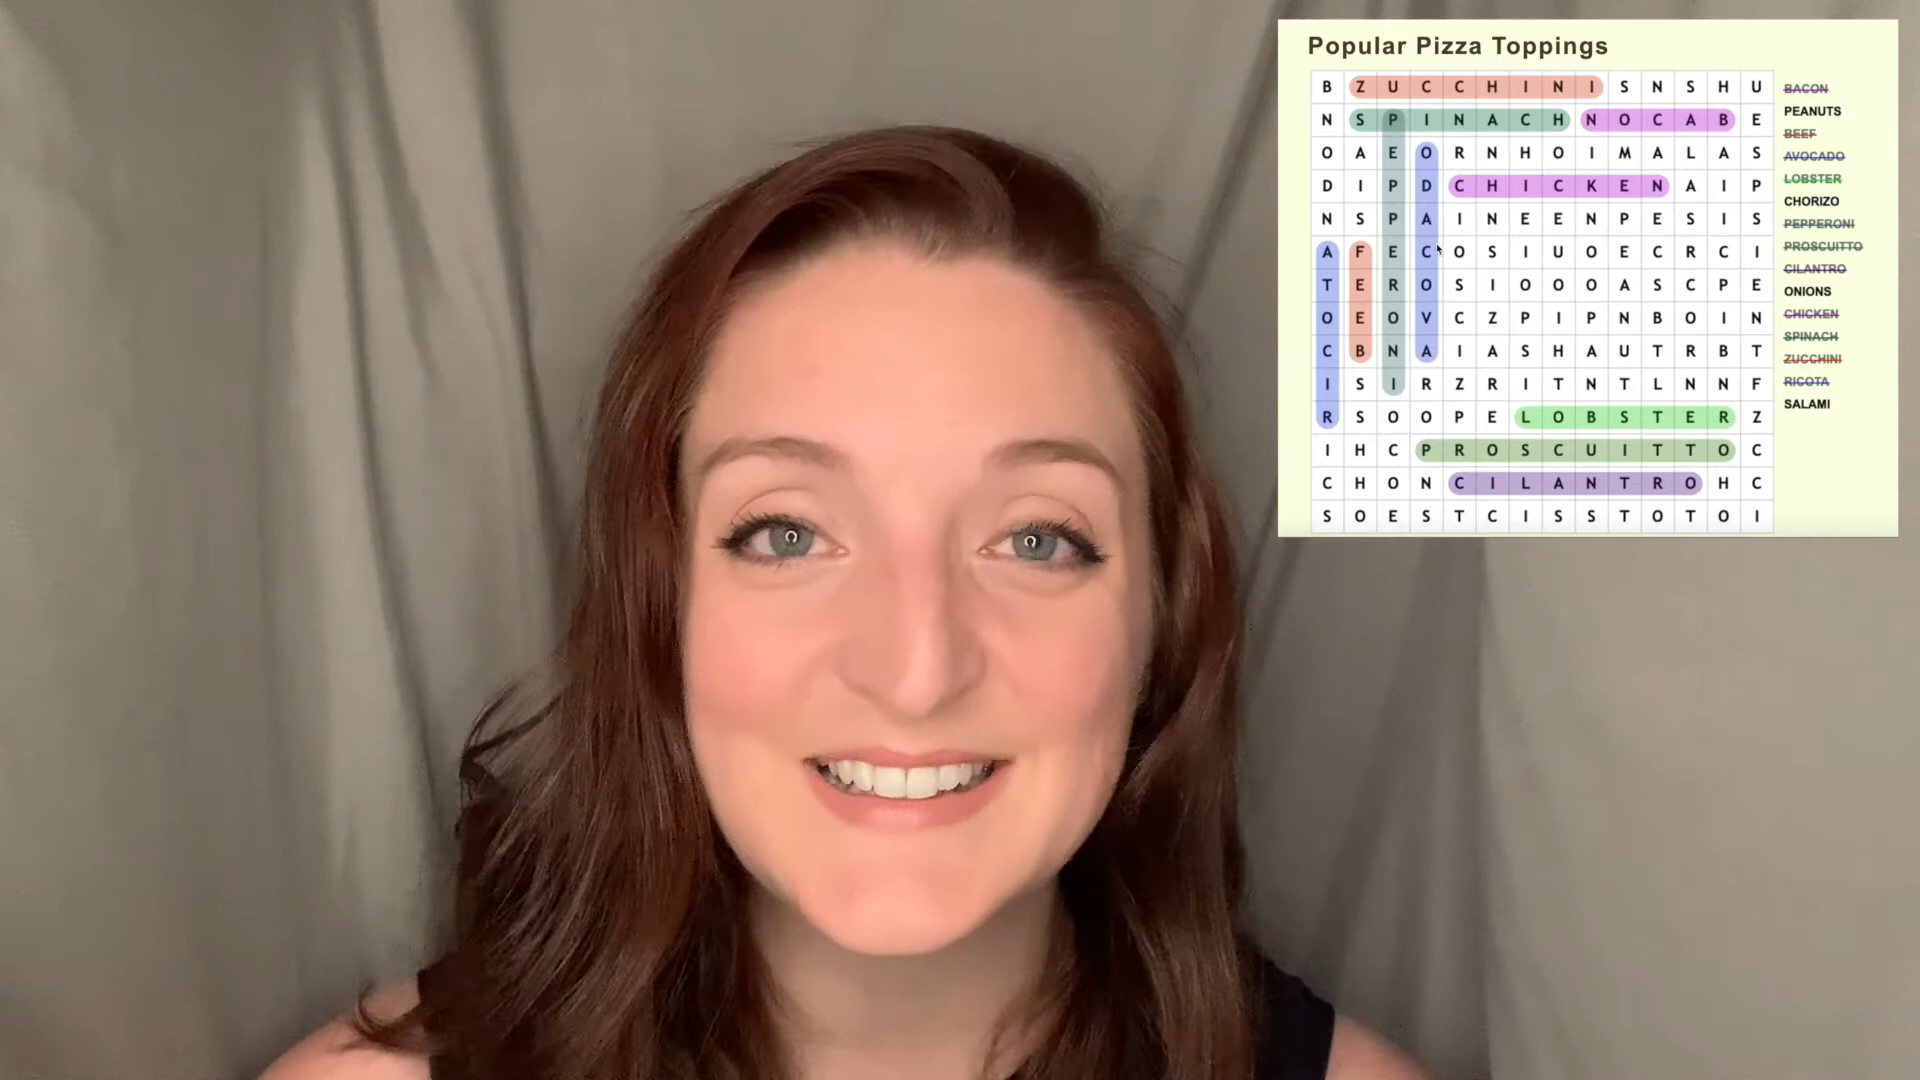 Popular Pizza Toppings
B Z U C C H I N I S N S H U
N S P I N A C H N O C A B E
O A E O R N H O I M A L A S
D I P D C H I C K E N A I P
N S P A I N E E N P E S I S
A F E C O S I U O E C R C I
T E R O S I O O O A S C P E
O E O V C Z P I P N B O I N
C B N A I A S H A U T R B T
I S I R Z R I T N T L N N F
R S O O P E L O B S T E R Z
I H C P R O S C U I T T O C
C H O N C I L A N T R O H C
S O E S T C I S S T O T O I
BACON
PEANUTS
BEEF
AVOCADO
LOBSTER
CHORIZO
PEPPERONI
PROSCUITTO
CILANTRO
ONIONS
CHICKEN
SPINACH
ZUCCHINI
RICOTA
SALAMI